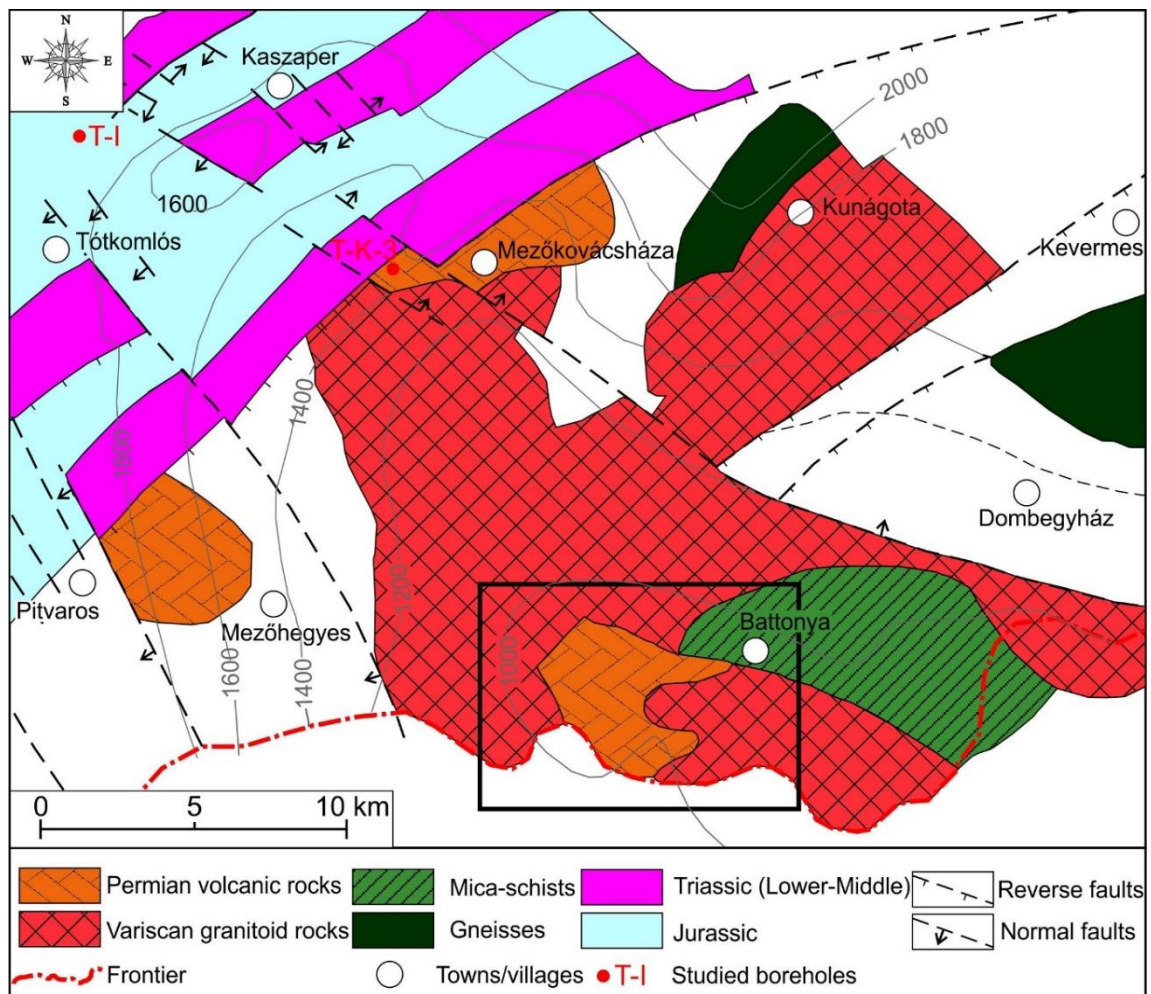 N
W E
S
Kaszaper
T-I
2000
1800
1600
Kunágota
Kevermes
Tótkomlós
T-K-3
Mezőkovácsháza
1400
1800
Dombegyház
Pitvaros
Mezőhegyes
1200
Battonya
1000
1600
1400
0 5 10 km
Permian volcanic rocks
Mica-schists
Triassic (Lower-Middle)
Reverse faults
Variscan granitoid rocks
Gneisses
Jurassic
Normal faults
Frontier
Towns/villages
T-I Studied boreholes